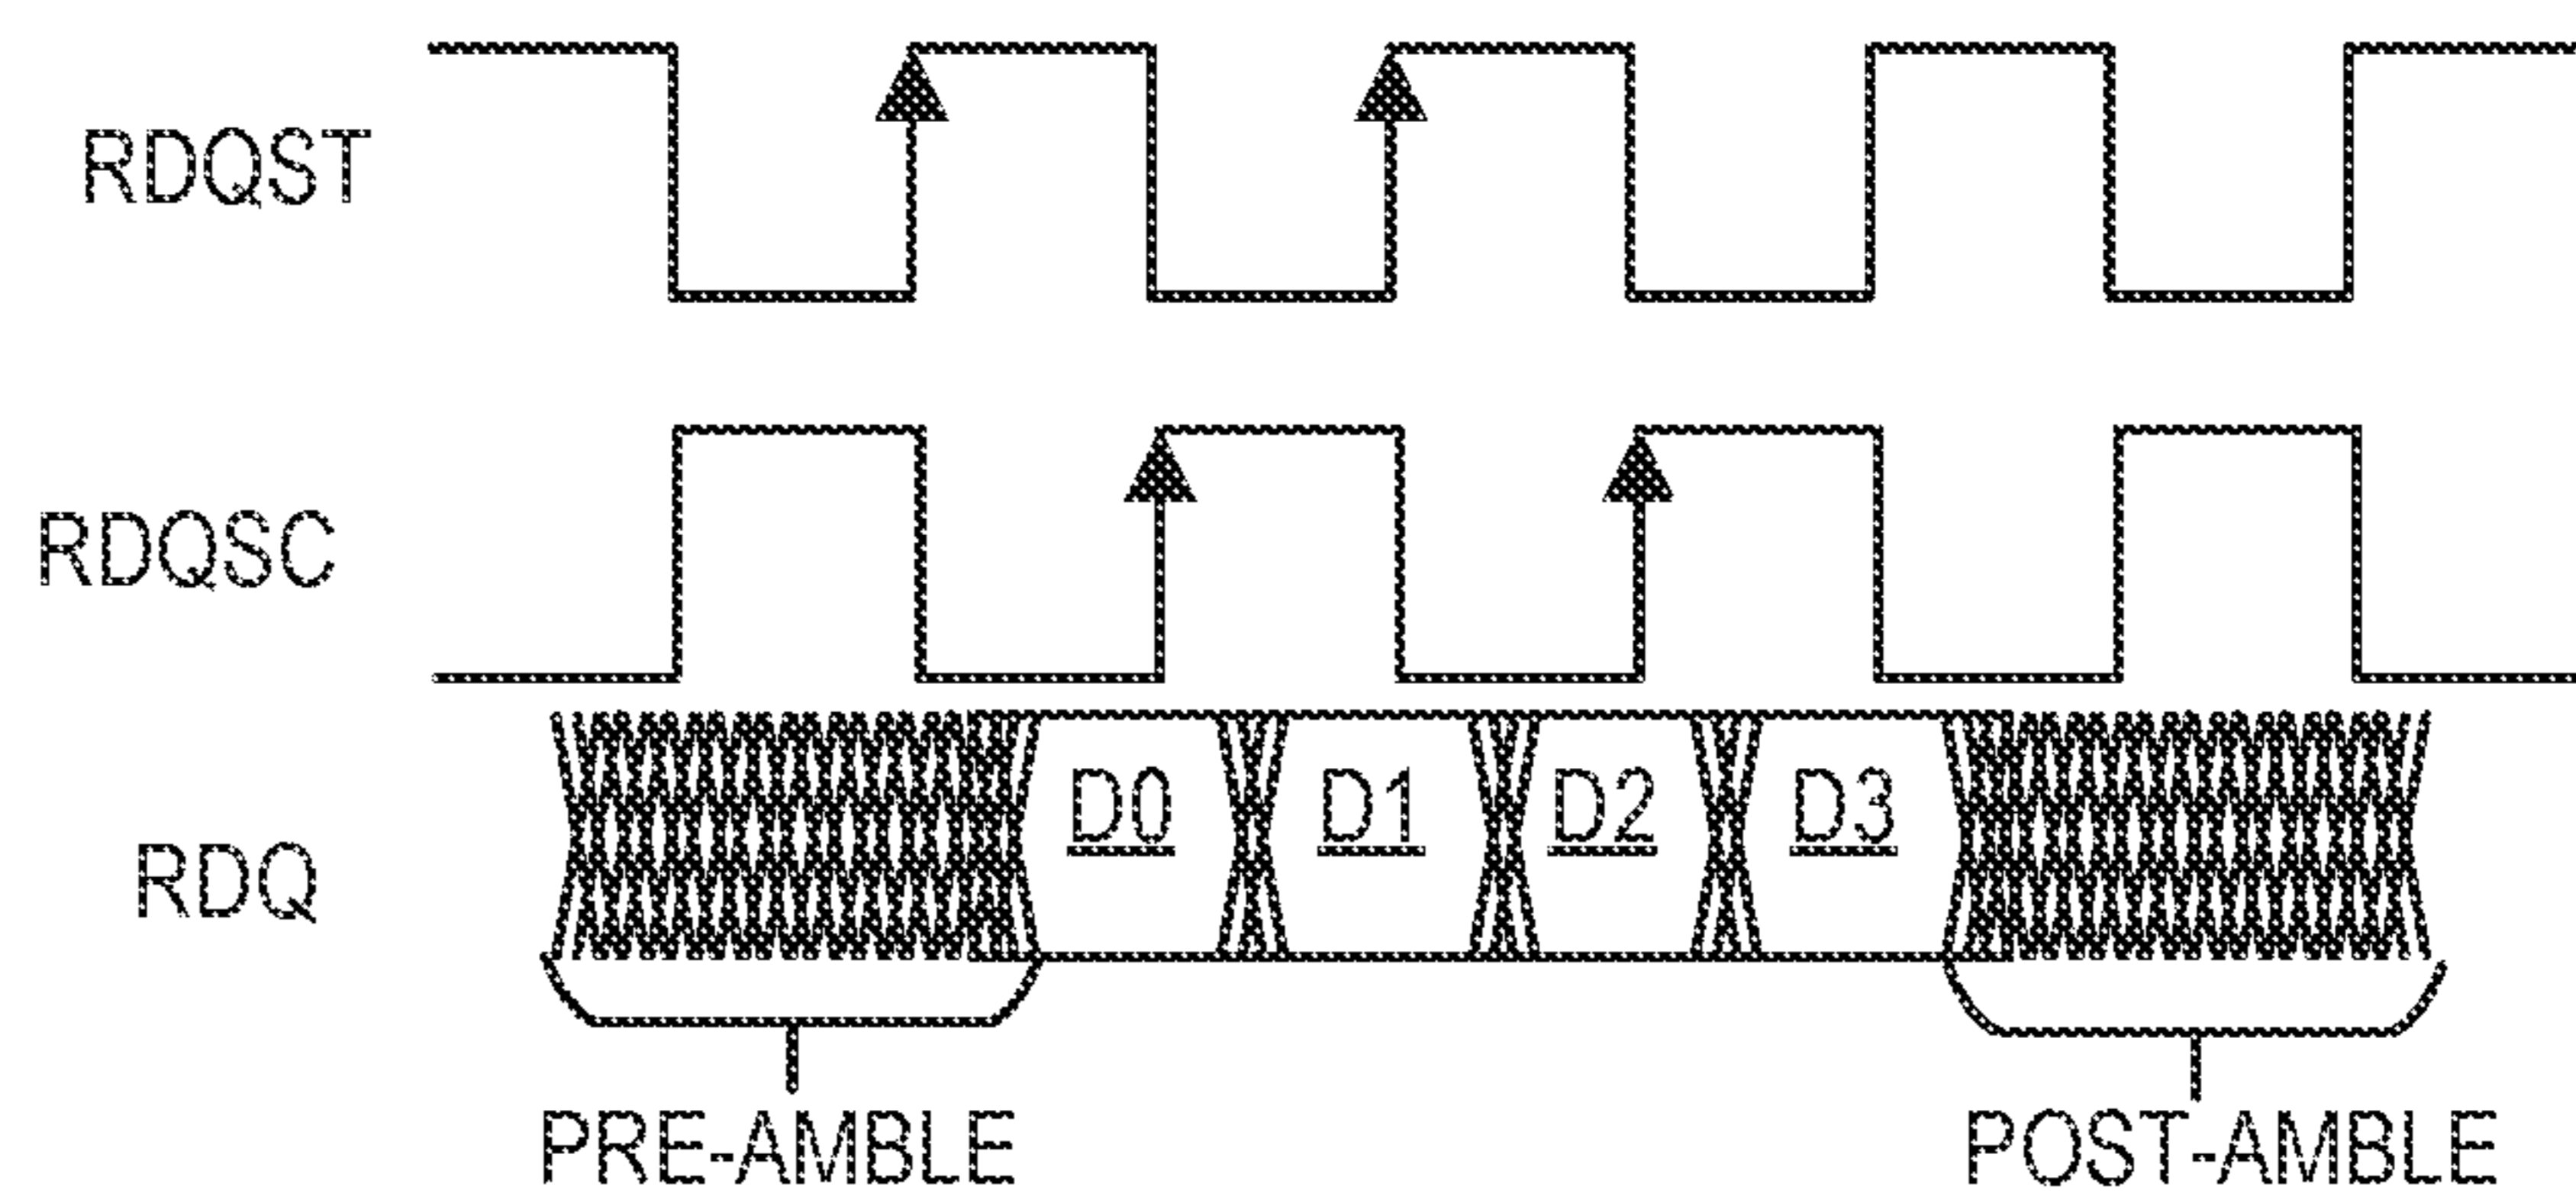 RDQST
RDQSC
RDQ
D0 D1 D2 D3
PRE-AMBLE
POST-AMBLE